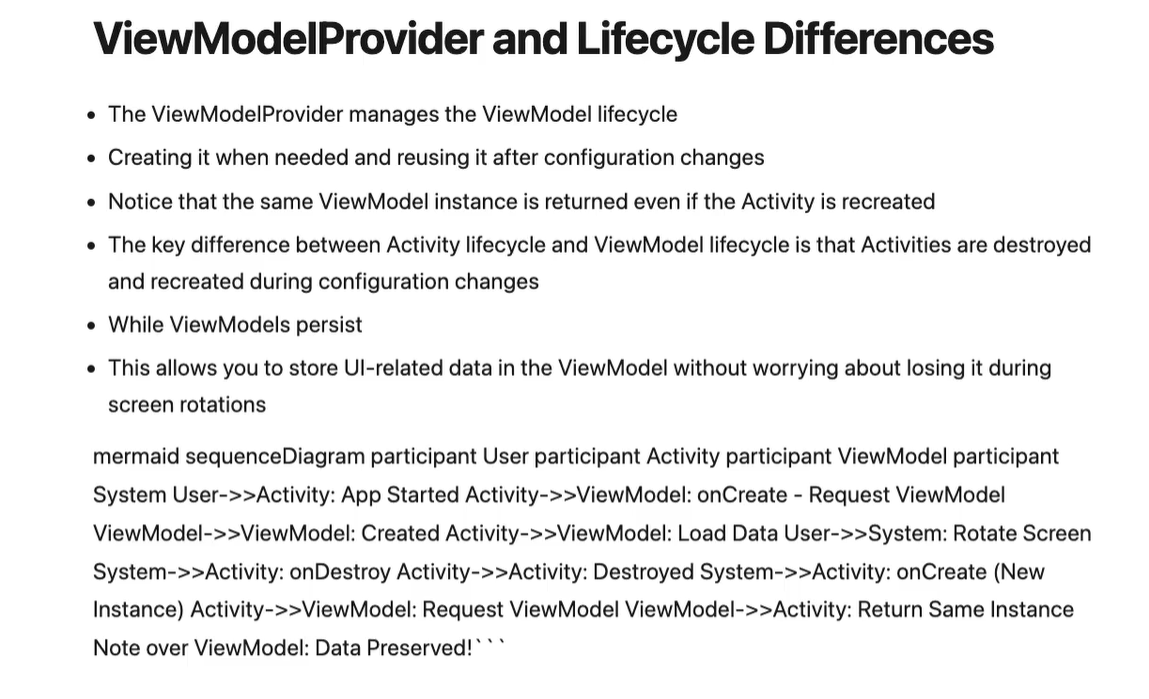 ViewModelProvider and Lifecycle Differences
• The ViewModelProvider manages the ViewModel lifecycle
• Creating it when needed and reusing it after configuration changes
• Notice that the same ViewModel instance is returned even if the Activity is recreated
• The key difference between Activity lifecycle and ViewModel lifecycle is that Activities are destroyed
and recreated during configuration changes
• While ViewModels persist
• This allows you to store UI-related data in the ViewModel without worrying about losing it during
screen rotations
mermaid sequenceDiagram participant User participant Activity participant ViewModel participant
System User->>Activity: App Started Activity->>ViewModel: onCreate - Request ViewModel
ViewModel->>ViewModel: Created Activity->>ViewModel: Load Data User->>System: Rotate Screen
System->>Activity: onDestroy Activity->>Activity: Destroyed System->>Activity: onCreate (New
Instance) Activity->>ViewModel: Request ViewModel ViewModel->>Activity: Return Same Instance
Note over ViewModel: Data Preserved!```